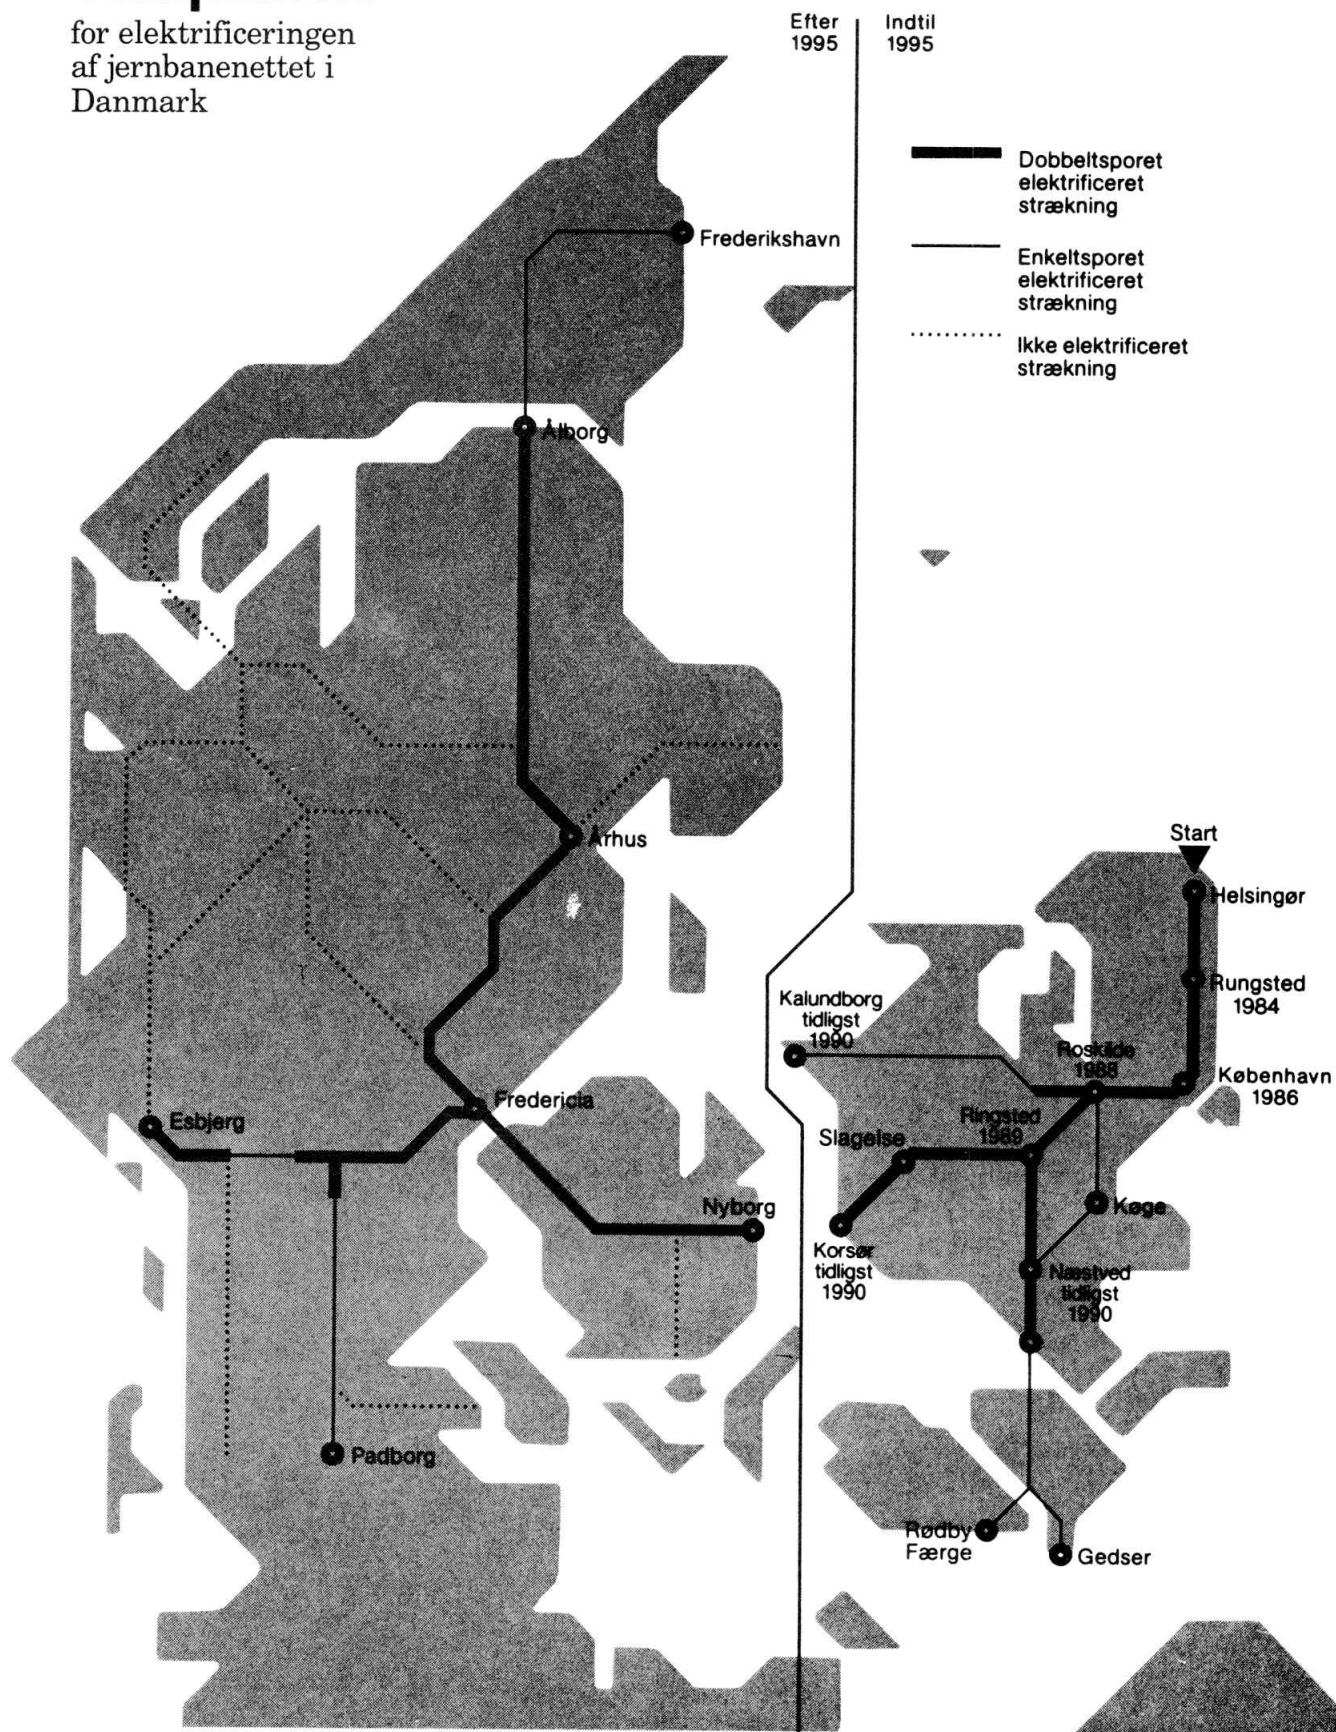 for elektrificeringen
af jernbanenettet i
Danmark
Efter
1995
Indtil
1995
Dobbeltsporet
elektrificeret
strækning
Enkeltsporet
elektrificeret
strækning
Ikke elektrificeret
strækning
Frederikshavn
Ålborg
Århus
Start
Helsingør
Rungsted
1984
Kalundborg
tidligst
1990
Roskilde
1988
København
1986
Fredericia
Esbjerg
Ringsted
1989
Slagelse
Nyborg
Køge
Korsør
tidligst
1990
Næstved
tidligst
1990
Padborg
Rødby
Færge
Gedser